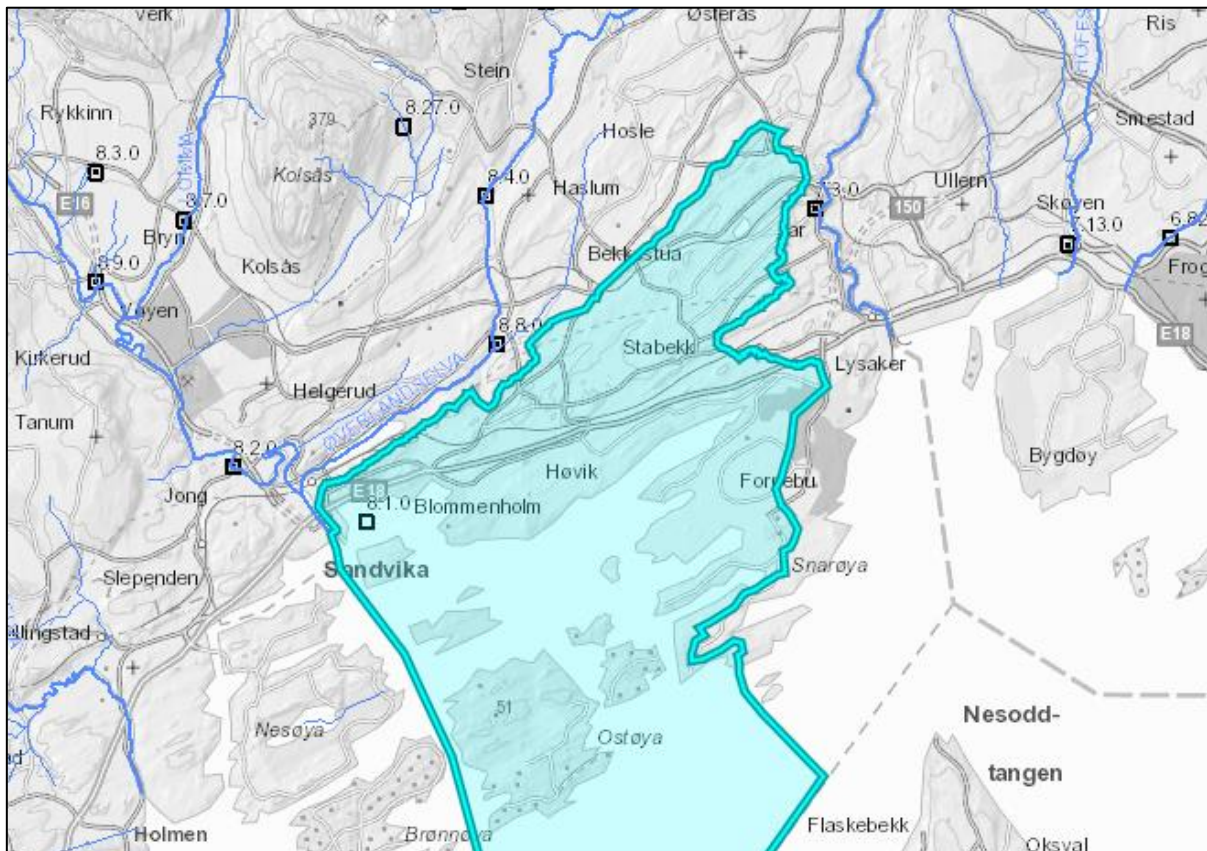 Østerås
Ris
Stein
Rykkinn
8.27.0
379
Hosle
Smestad
8.3.0
Kolsås
8.4.0
Haslum
Ullern
E16
8.7.0
150
Skøyen
Bryn
7.13.0
Kolsås
Frog
8.9.0
E18
8.8.0
Stabekk
Kirkerud
Lysaker
Helgerud
Tanum
ØVERLANDSELVA
8.2.0
Bygdøy
Høvik
Jong
E18
8.1.0
Blommenholm
Fornebu
Slependen
Sandvika
Snarøya
51
Nesøya
Ostøya
Nesodd-
tangen
Flaskebekk
Holmen
Brønnøya
Oksval